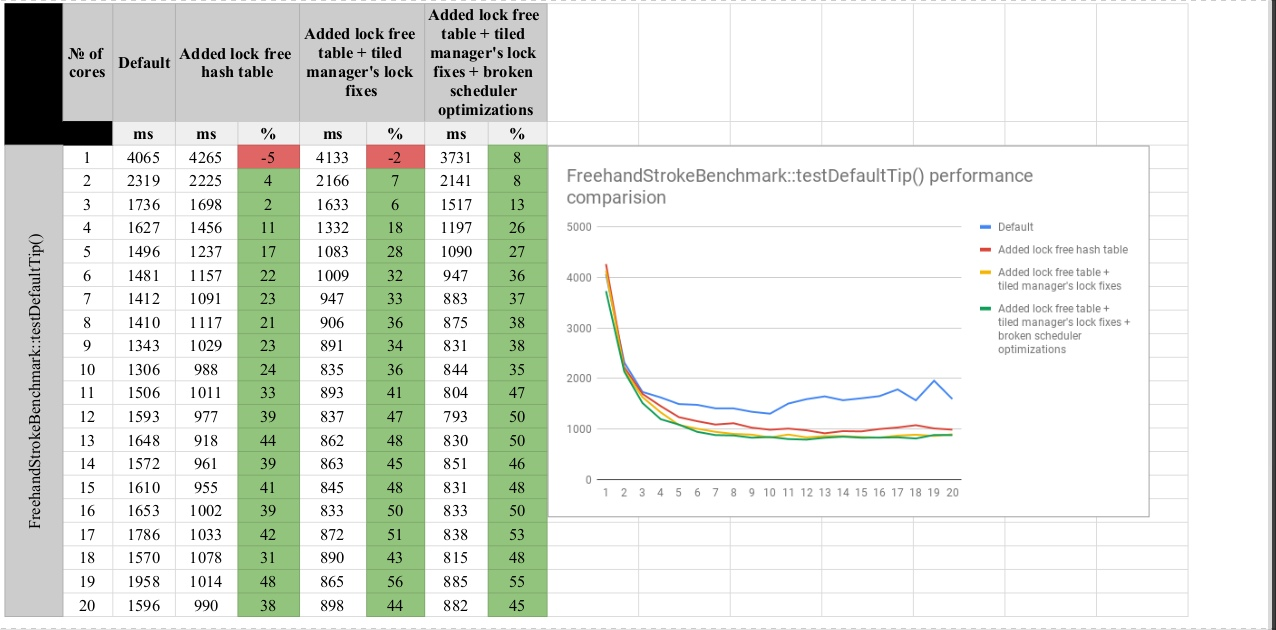 № of cores Default Added lock free hash table Added lock free table + tiled manager's lock fixes Added lock free table + tiled manager's lock fixes + broken scheduler optimizations
ms ms % ms % ms %
FreehandStrokeBenchmark::testDefaultTip()
1 4065 4265 -5 4133 -2 3731 8
2 2319 2225 4 2166 7 2141 8
3 1736 1698 2 1633 6 1517 13
4 1627 1456 11 1332 18 1197 26
5 1496 1237 17 1083 28 1090 27
6 1481 1157 22 1009 32 947 36
7 1412 1091 23 947 33 883 37
8 1410 1117 21 906 36 875 38
9 1343 1029 23 891 34 831 38
10 1306 988 24 835 36 844 35
11 1506 1011 33 893 41 804 47
12 1593 977 39 837 47 793 50
13 1648 918 44 862 48 830 50
14 1572 961 39 863 45 851 46
15 1610 955 41 845 48 831 48
16 1653 1002 39 833 50 833 50
17 1786 1033 42 872 51 838 53
18 1570 1078 31 890 43 815 48
19 1958 1014 48 865 56 885 55
20 1596 990 38 898 44 882 45
FreehandStrokeBenchmark::testDefaultTip() performance
comparision
5000
4000
3000
2000
1000
0
1 2 3 4 5 6 7 8 9 10 11 12 13 14 15 16 17 18 19 20
Default
Added lock free hash table
Added lock free table +
tiled manager's lock fixes
Added lock free table +
tiled manager's lock fixes +
broken scheduler
optimizations